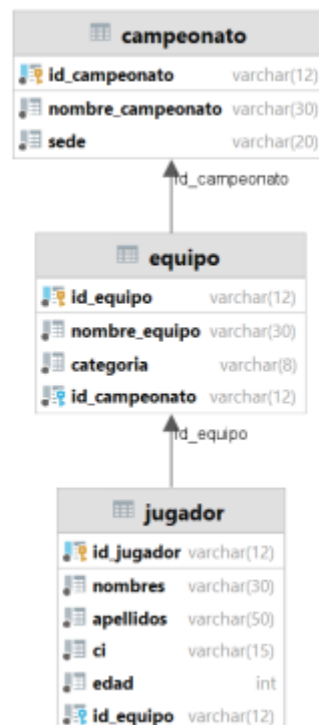 campeonato
id_campeonato varchar(12)
nombre_campeonato varchar(30)
sede varchar(20)
id_campeonato
equipo
id_equipo varchar(12)
nombre_equipo varchar(30)
categoria varchar(8)
id_campeonato varchar(12)
id_equipo
jugador
id_jugador varchar(12)
nombres varchar(30)
apellidos varchar(50)
ci varchar(15)
edad int
id_equipo varchar(12)